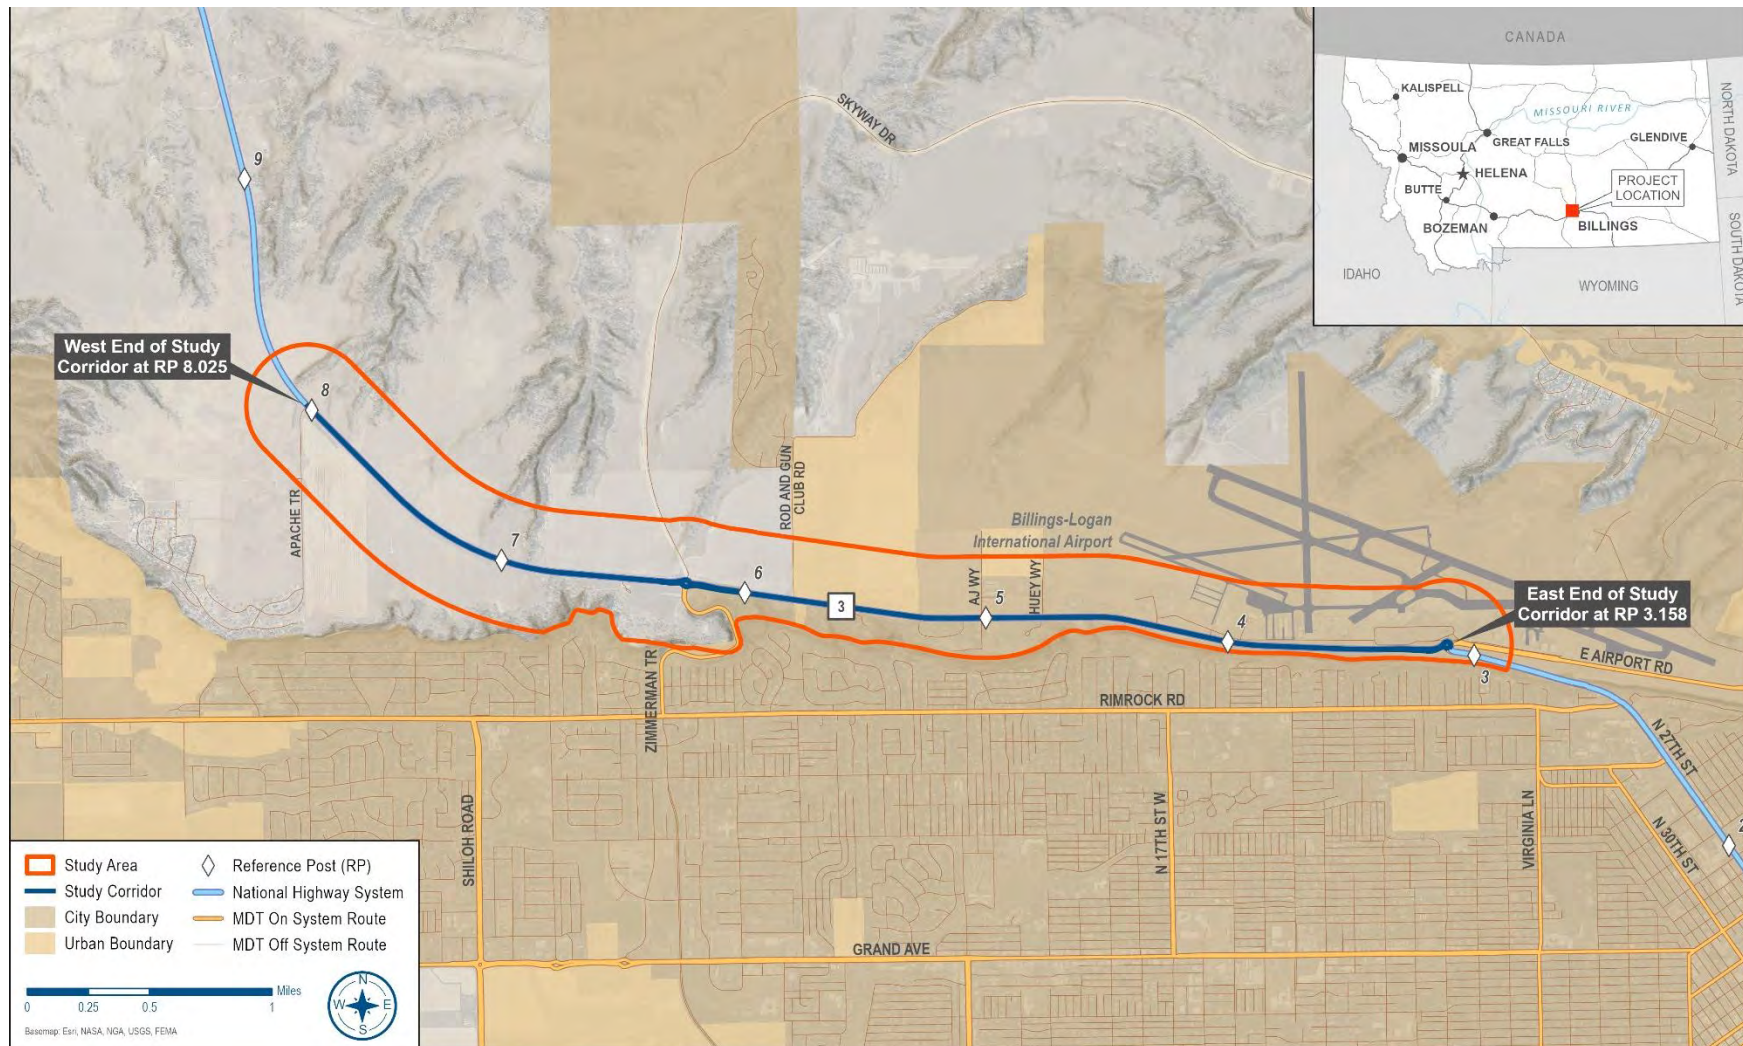 CANADA
KALISPELL
MISSOURI RIVER
GREAT FALLS
GLENDIVE
MISSOULA
HELENA
BUTTE
BOZEMAN
BILLINGS
PROJECT
LOCATION
NORTH DAKOTA
SOUTH DAKOTA
IDAHO
WYOMING
SKYWAY DR
9
West End of Study
Corridor at RP 8.025
8
APACHE TR
7
ROD AND GUN
CLUB RD
Billings-Logan
International Airport
6
3
AJ WY
5
HUEY WY
4
East End of Study
Corridor at RP 3.158
3
E AIRPORT RD
ZIMMERMAN TR
RIMROCK RD
N 27TH ST
SHILOH ROAD
N 17TH ST W
VIRGINIA LN
N 30TH ST
2
GRAND AVE
Study Area
Study Corridor
City Boundary
Urban Boundary
Reference Post (RP)
National Highway System
MDT On System Route
MDT Off System Route
Miles
0 0.25 0.5 1
N
W E
S
Basemap: Esri, NASA, NGA, USGS, FEMA